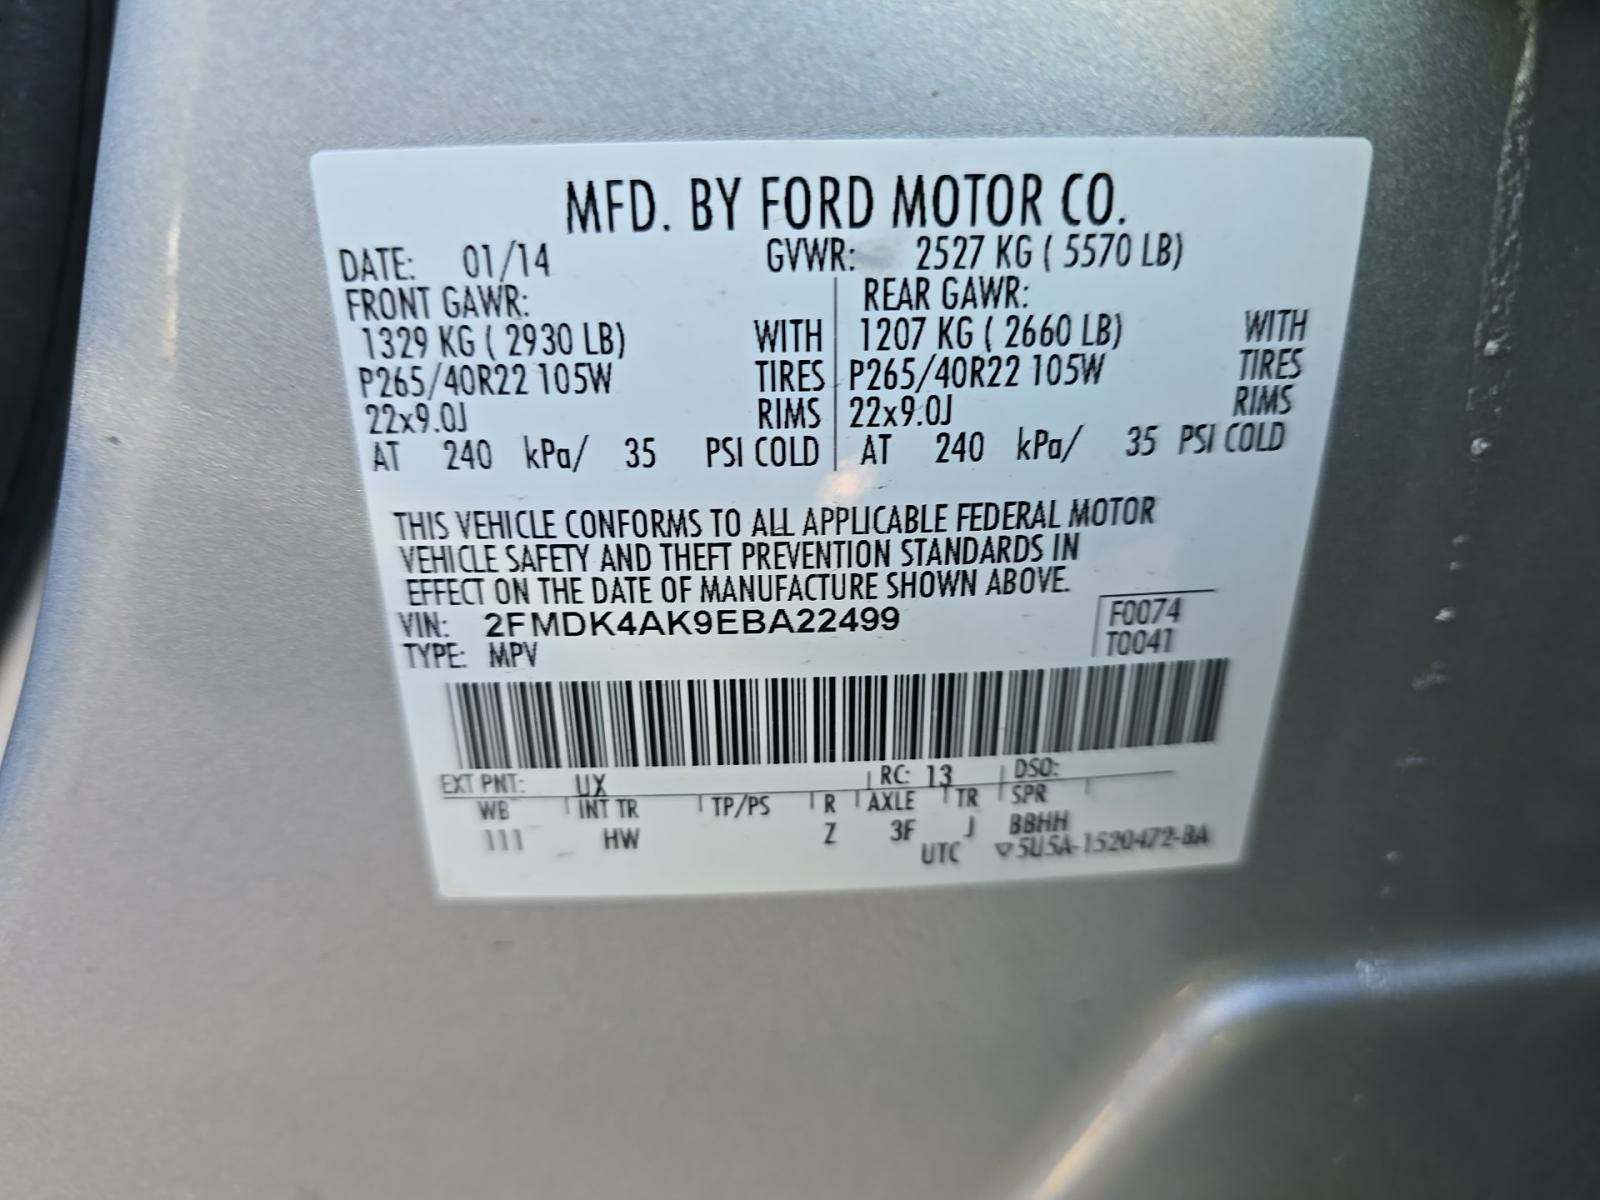 MFD. BY FORD MOTOR CO.
DATE: 01/14 GVWR: 2527 KG ( 5570 LB)
FRONT GAWR: REAR GAWR:
1329 KG ( 2930 LB) WITH 1207 KG ( 2660 LB) WITH
P265/40R22 105W TIRES P265/40R22 105W TIRES
22x9.0J RIMS 22x9.0J RIMS
AT 240 kPa/ 35 PSI COLD AT 240 kPa/ 35 PSI COLD
THIS VEHICLE CONFORMS TO ALL APPLICABLE FEDERAL MOTOR
VEHICLE SAFETY AND THEFT PREVENTION STANDARDS IN
EFFECT ON THE DATE OF MANUFACTURE SHOWN ABOVE.
VIN: 2FMDK4AK9EBA22499 F0074
TYPE: MPV T0041
EXT PNT: UX RC: 13 DSO:
WB INT TR TP/PS R AXLE TR SPR
111 HW Z 3F J BBHH
UTC ▽5U5A-1520472-BA